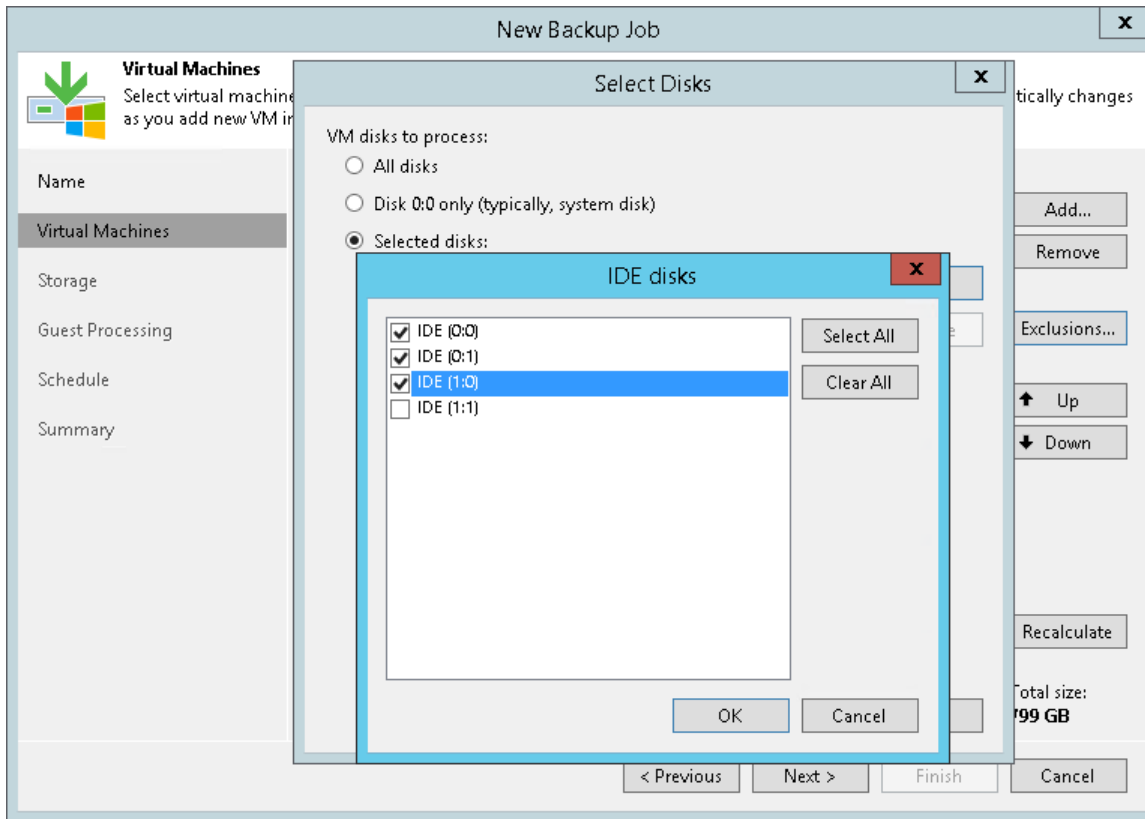 New Backup Job
x
Virtual Machines
Select virtual machine
tically changes
as you add new VM in
Select Disks
x
VM disks to process:
All disks
Disk 0:0 only (typically, system disk)
Selected disks:
Name
Virtual Machines
Storage
Guest Processing
Schedule
Summary
IDE disks
x
IDE (0:0)
IDE (0:1)
IDE (1:0)
IDE (1:1)
Select All
Clear All
OK
Cancel
Add...
Remove
Exclusions...
Up
Down
Recalculate
Total size:
799 GB
< Previous
Next >
Finish
Cancel